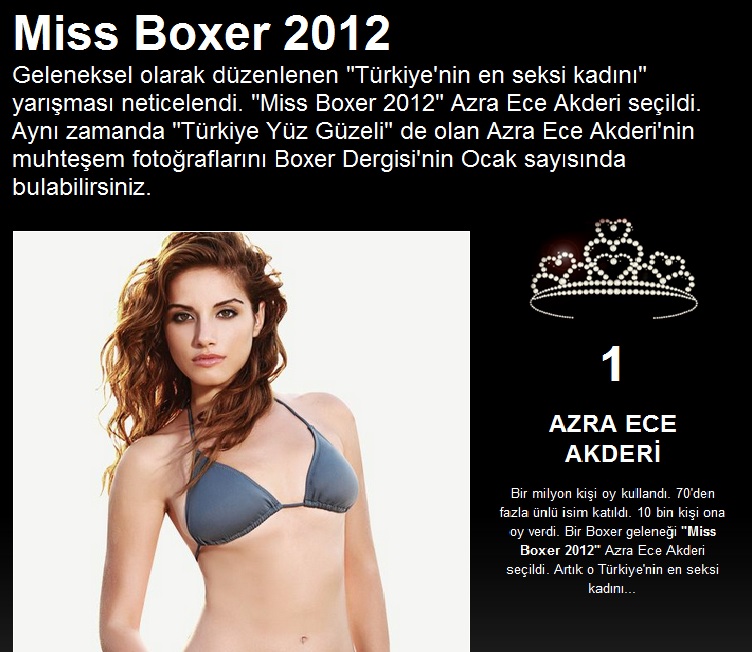 Miss Boxer 2012
Geleneksel olarak düzenlenen "Türkiye'nin en seksi kadını"
yarışması neticelendi. "Miss Boxer 2012" Azra Ece Akderi seçildi.
Aynı zamanda "Türkiye Yüz Güzeli" de olan Azra Ece Akderi'nin
muhteşem fotoğraflarını Boxer Dergisi'nin Ocak sayısında
bulabilirsiniz.
1
AZRA ECE
AKDERİ
Bir milyon kişi oy kullandı. 70'den
fazla ünlü isim katıldı. 10 bin kişi ona
oy verdi. Bir Boxer geleneği "Miss
Boxer 2012" Azra Ece Akderi
seçildi. Artık o Türkiye'nin en seksi
kadını...